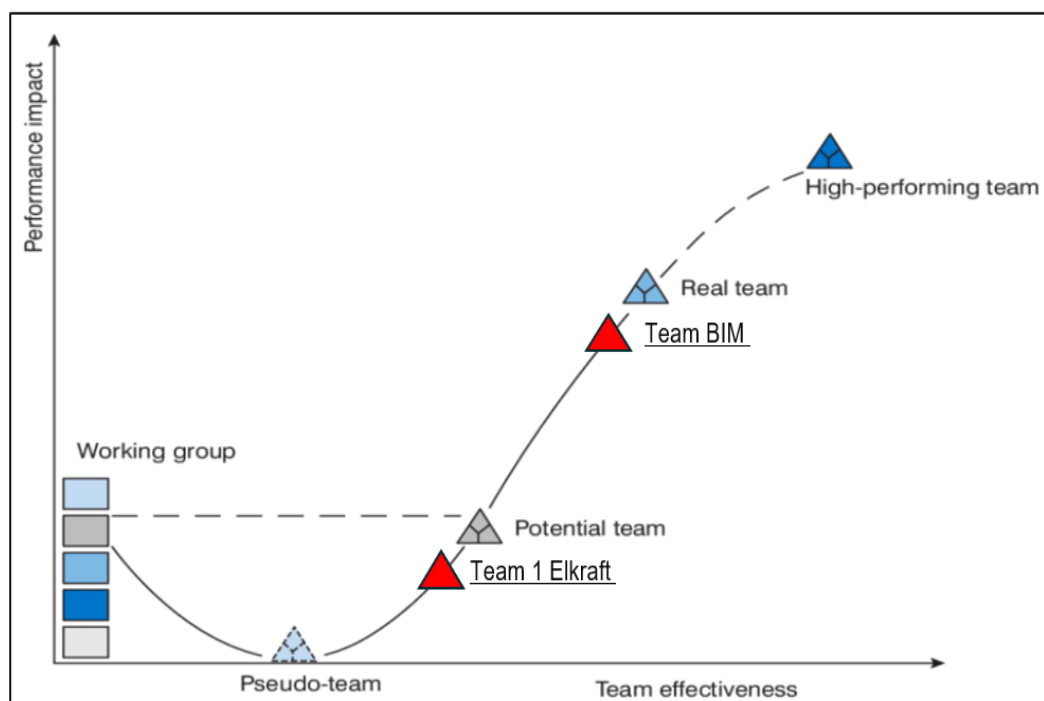 Performance impact
High-performing team
Real team
Team BIM
Working group
Potential team
Team 1 Elkraft
Pseudo-team
Team effectiveness